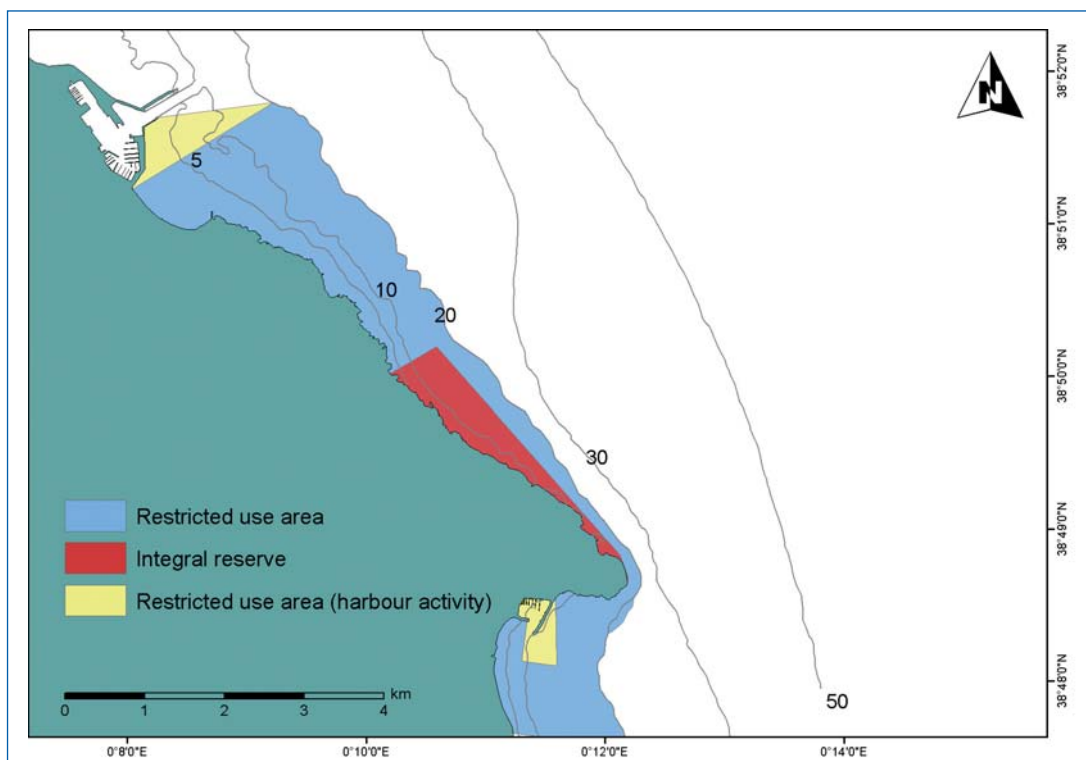 N
38°52'0"N
5
38°51'0"N
10
20
38°50'0"N
30
Restricted use area
38°49'0"N
Integral reserve
Restricted use area (harbour activity)
38°48'0"N
km
50
0 1 2 3 4
0°8'0"E 0°10'0"E 0°12'0"E 0°14'0"E